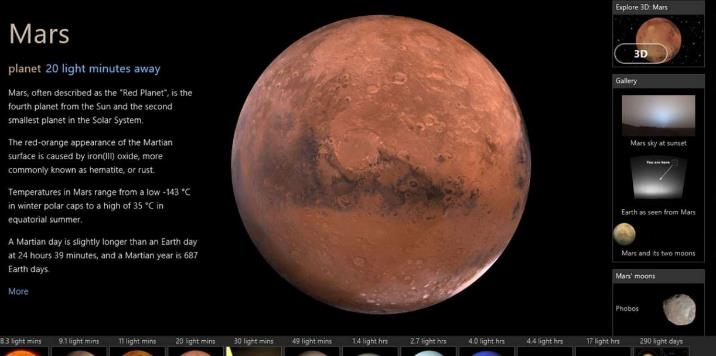 Mars
planet 20 light minutes away
Mars, often described as the "Red Planet", is the
fourth planet from the Sun and the second
smallest planet in the Solar System.
The red-orange appearance of the Martian
surface is caused by iron(III) oxide, more
commonly known as hematite, or rust.
Temperatures in Mars range from a low -143 °C
in winter polar caps to a high of 35 °C in
equatorial summer.
A Martian day is slightly longer than an Earth day
at 24 hours 39 minutes, and a Martian year is 687
Earth days.
More
Explore 3D: Mars
3D
Gallery
Mars sky at sunset
You are here
Earth as seen from Mars
Mars and its two moons
Mars' moons
Phobos
8.3 light mins
9.1 light mins
11 light mins
20 light mins
30 light mins
49 light mins
1.4 light hrs
2.7 light hrs
4.0 light hrs
4.4 light hrs
17 light hrs
290 light days